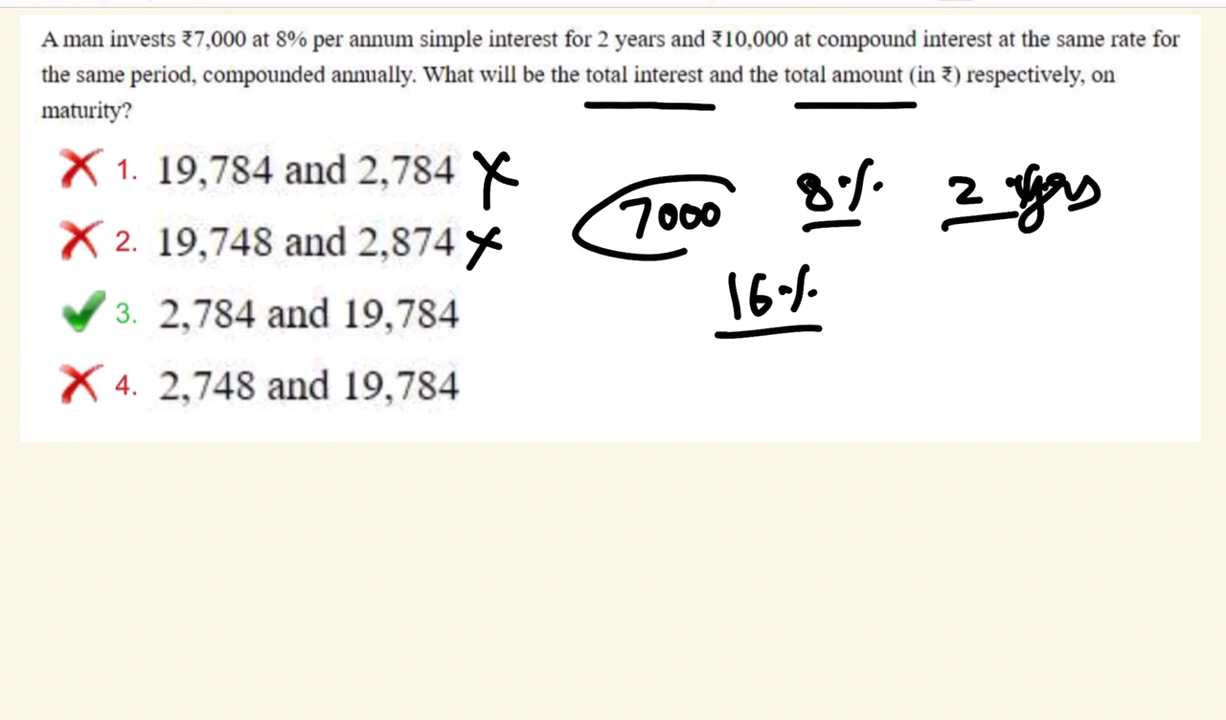 A man invests ₹7,000 at 8% per annum simple interest for 2 years and ₹10,000 at compound interest at the same rate for
the same period, compounded annually. What will be the total interest and the total amount (in ₹) respectively, on
maturity?
1. 19,784 and 2,784
2. 19,748 and 2,874
3. 2,784 and 19,784
4. 2,748 and 19,784
7000 8% 2 yrs
16%